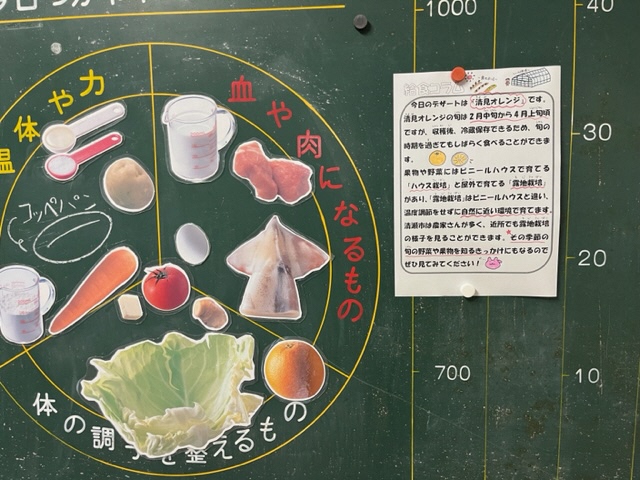 1000
40
血や肉になるもの
体や力
温
コッペパン
体の調子を整えるもの
30
20
700
10
今日のデザートは「清見オレンジ」です。
清見オレンジの旬は2月中旬から4月上旬頃
ですが、収穫後、冷蔵保存できるため、旬の
時期を過ぎてもしばらく食べることができま
す。
果物や野菜にはビニールハウスで育てる
「ハウス栽培」と屋外で育てる「露地栽培」
があり、「露地栽培」はビニールハウスと違い、
温度調節をせずに自然に近い環境で育てます。
清瀬市は農家さんが多く、近所でも露地栽培
の様子を見ることができます。その季節の
旬の野菜や果物を知るきっかけにもなるので
ぜひ見てみてください！